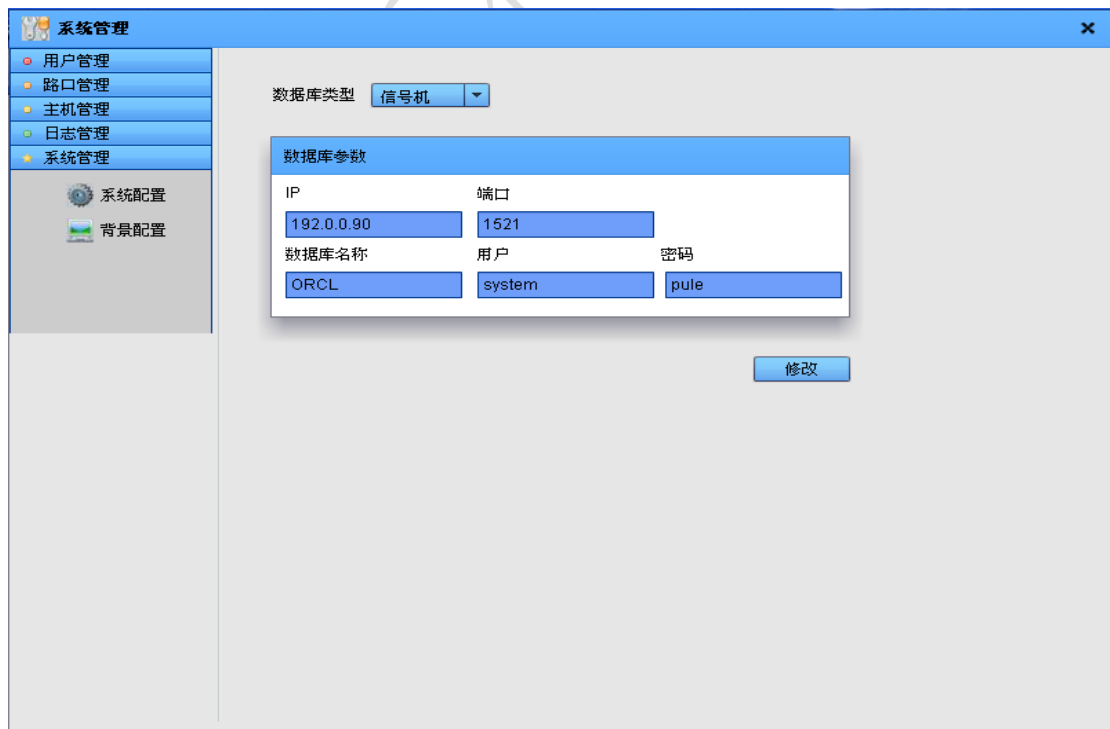 系统管理
用户管理
路口管理
主机管理
日志管理
系统管理
系统配置
背景配置
数据库类型 信号机
数据库参数
IP 端口
192.0.0.90 1521
数据库名称 用户 密码
ORCL system pule
修改